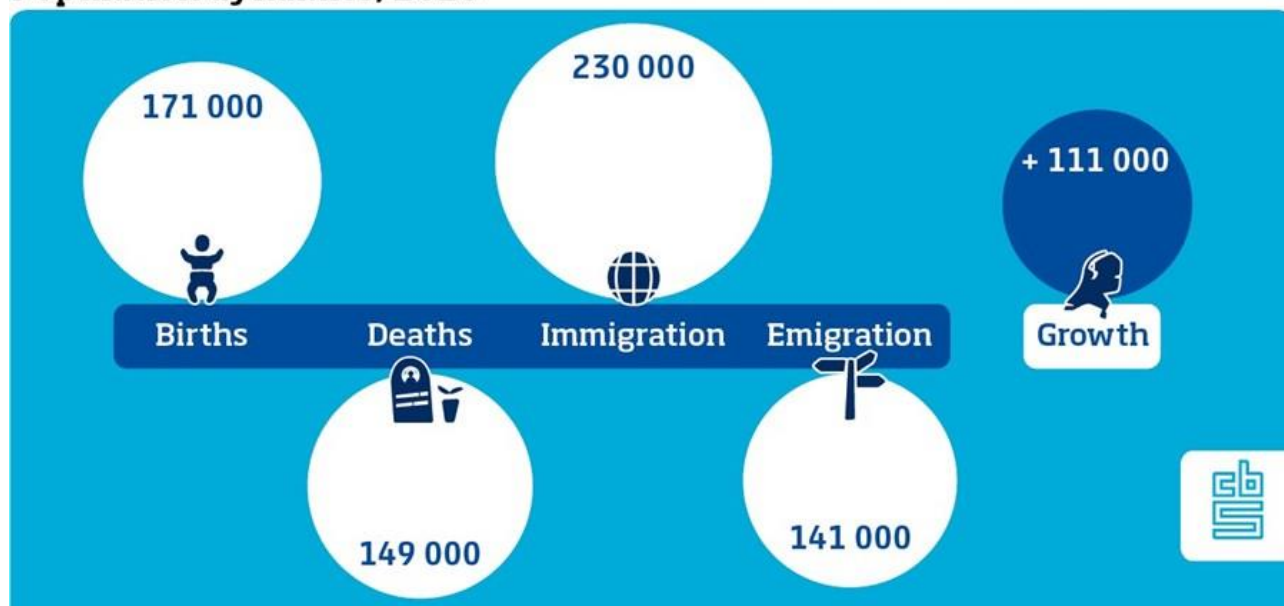 171 000
230 000
+ 111 000
Births Deaths Immigration Emigration Growth
149 000
141 000
cbs